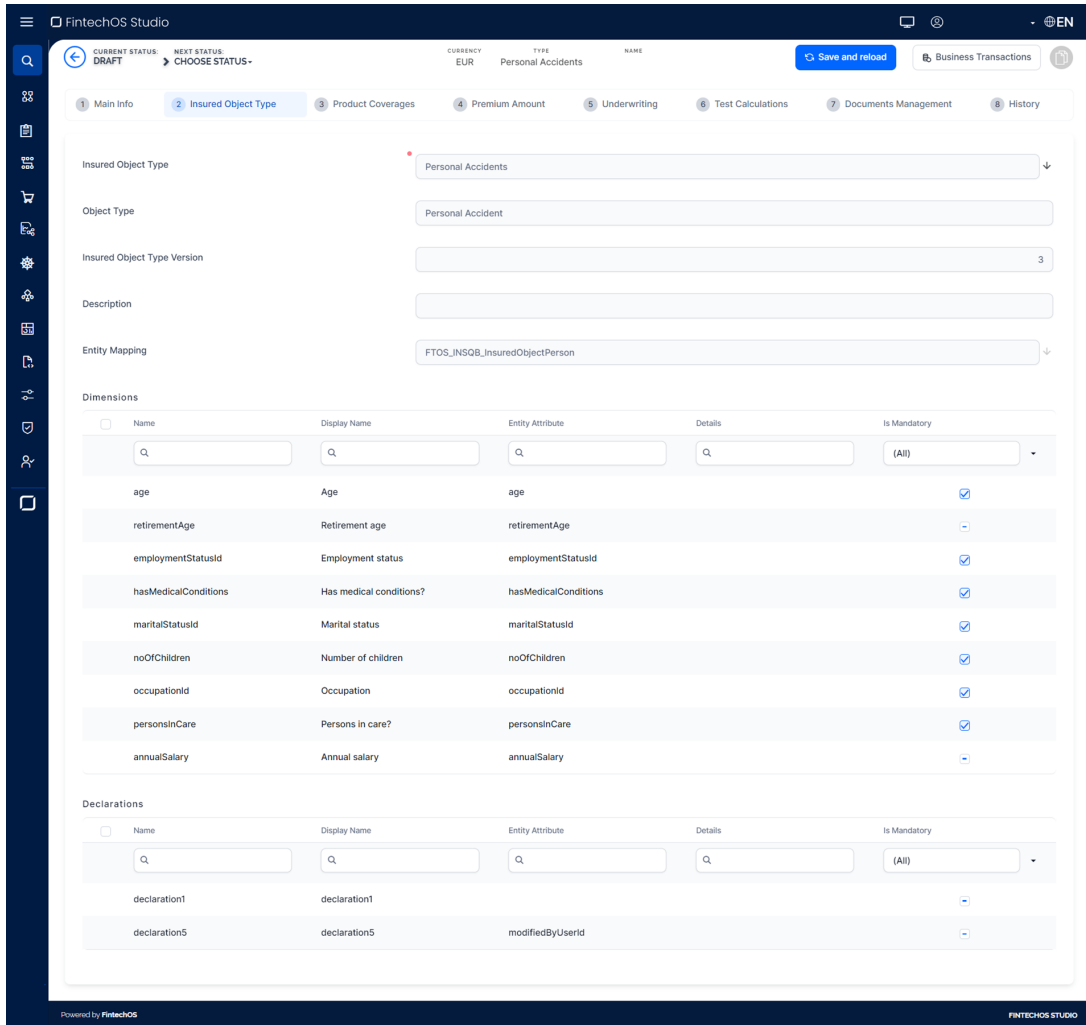 FintechOS Studio
EN
CURRENT STATUS:
DRAFT
NEXT STATUS:
CHOOSE STATUS
CURRENCY
EUR
TYPE
Personal Accidents
NAME
Save and reload
Business Transactions
1 Main Info
2 Insured Object Type
3 Product Coverages
4 Premium Amount
5 Underwriting
6 Test Calculations
7 Documents Management
8 History
Insured Object Type
Personal Accidents
Object Type
Personal Accident
Insured Object Type Version
3
Description
Entity Mapping
FTOS_INSQB_InsuredObjectPerson
Dimensions
Name Display Name Entity Attribute Details Is Mandatory
(All)
age Age age
retirementAge Retirement age retirementAge
employmentStatusId Employment status employmentStatusId
hasMedicalConditions Has medical conditions? hasMedicalConditions
maritalStatusId Marital status maritalStatusId
noOfChildren Number of children noOfChildren
occupationId Occupation occupationId
personsInCare Persons in care? personsInCare
annualSalary Annual salary annualSalary
Declarations
Name Display Name Entity Attribute Details Is Mandatory
(All)
declaration1 declaration1
declaration5 declaration5 modifiedByUserId
Powered by FintechOS
FINTECHOS STUDIO